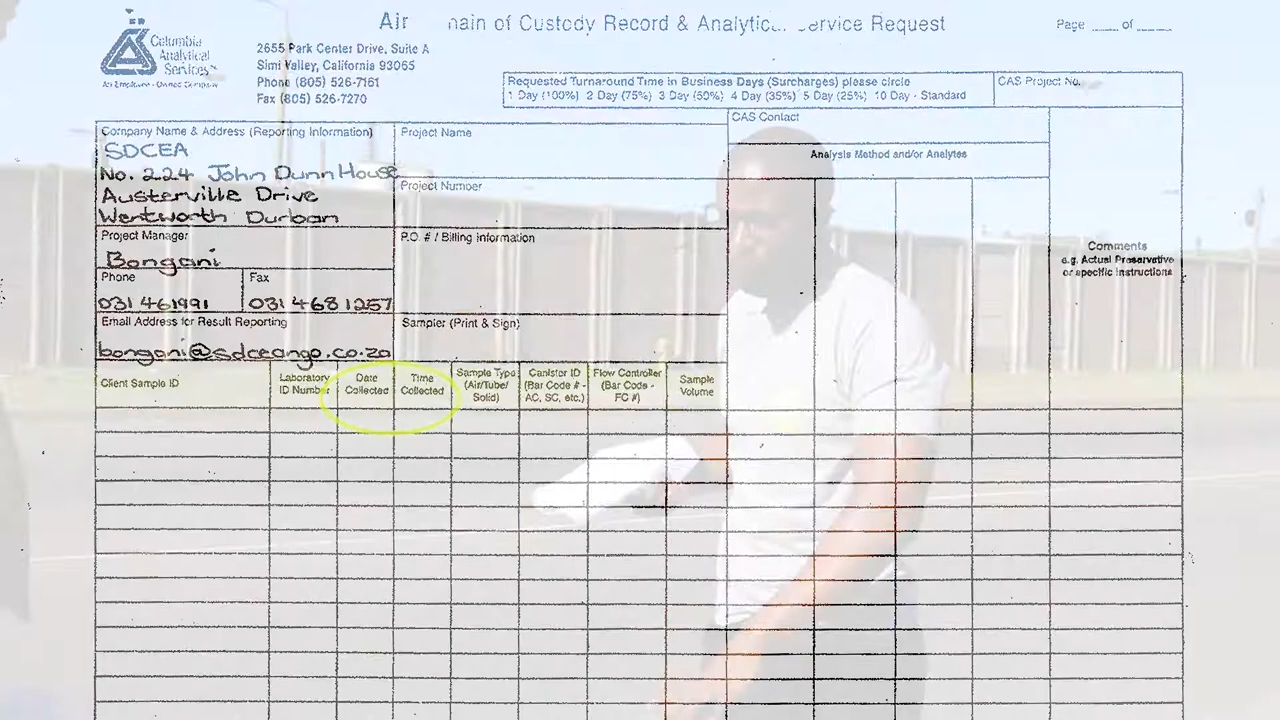 Air hain of Custody Record & Analytica ervice Request
Page ____ of ____
Columbia
Analytical
Services
An Employee - Owned Company
2655 Park Center Drive, Suite A
Simi Valley, California 93065
Phone (805) 526-7161
Fax (805) 526-7270
Requested Turnaround Time in Business Days (Surcharges) please circle
1 Day (100%) 2 Day (75%) 3 Day (50%) 4 Day (35%) 5 Day (25%) 10 Day - Standard
CAS Project No.
CAS Contact
Company Name & Address (Reporting Information)
SDCEA
No. 224 John Dunn House
Austerville Drive
Wentworth Durban
Project Name
Project Number
Analysis Method and/or Analytes
Project Manager
Bongani
P.O. # / Billing Information
Comments
e.g. Actual Preservative
or specific instructions
Phone
031 461991
Fax
031 468 1257
Email Address for Result Reporting
bongani@sdceango.co.za
Sampler (Print & Sign)
Client Sample ID
Laboratory
ID Number
Date
Collected
Time
Collected
Sample Type
(Air/Tube/
Solid)
Canister ID
(Bar Code # -
AC, SC, etc.)
Flow Controller
(Bar Code -
FC #)
Sample
Volume